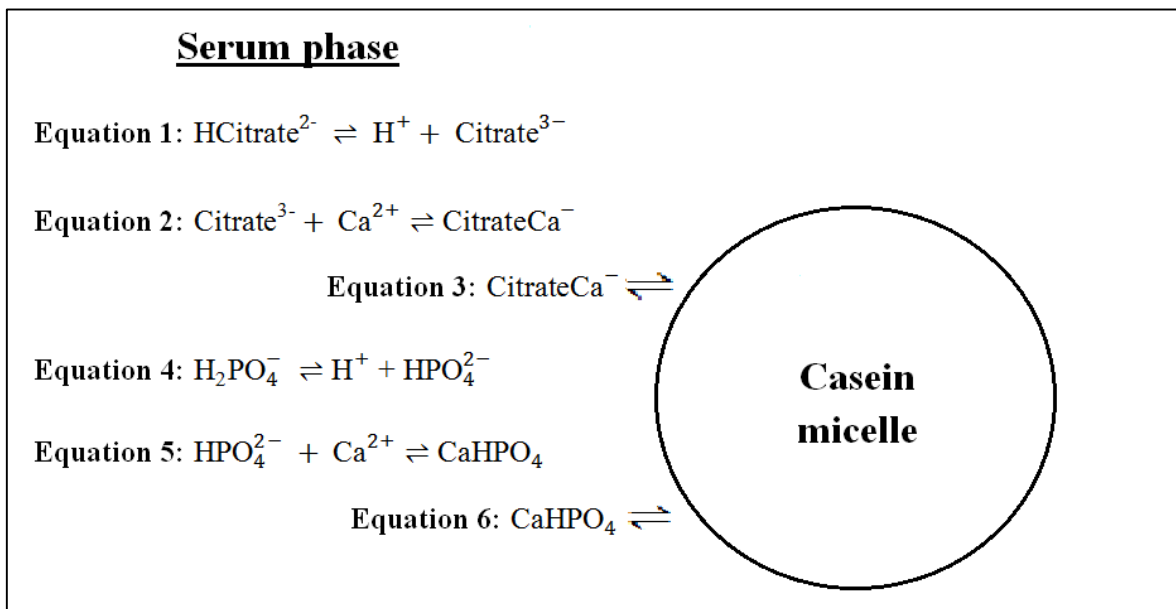 Serum phase
Equation 1: HCitrate²⁻ ⇌ H⁺ + Citrate³⁻
Equation 2: Citrate³⁻ + Ca²⁺ ⇌ CitrateCa⁻
Equation 3: CitrateCa⁻ ⇌
Equation 4: H₂PO₄⁻ ⇌ H⁺ + HPO₄²⁻
Casein
micelle
Equation 5: HPO₄²⁻ + Ca²⁺ ⇌ CaHPO₄
Equation 6: CaHPO₄ ⇌